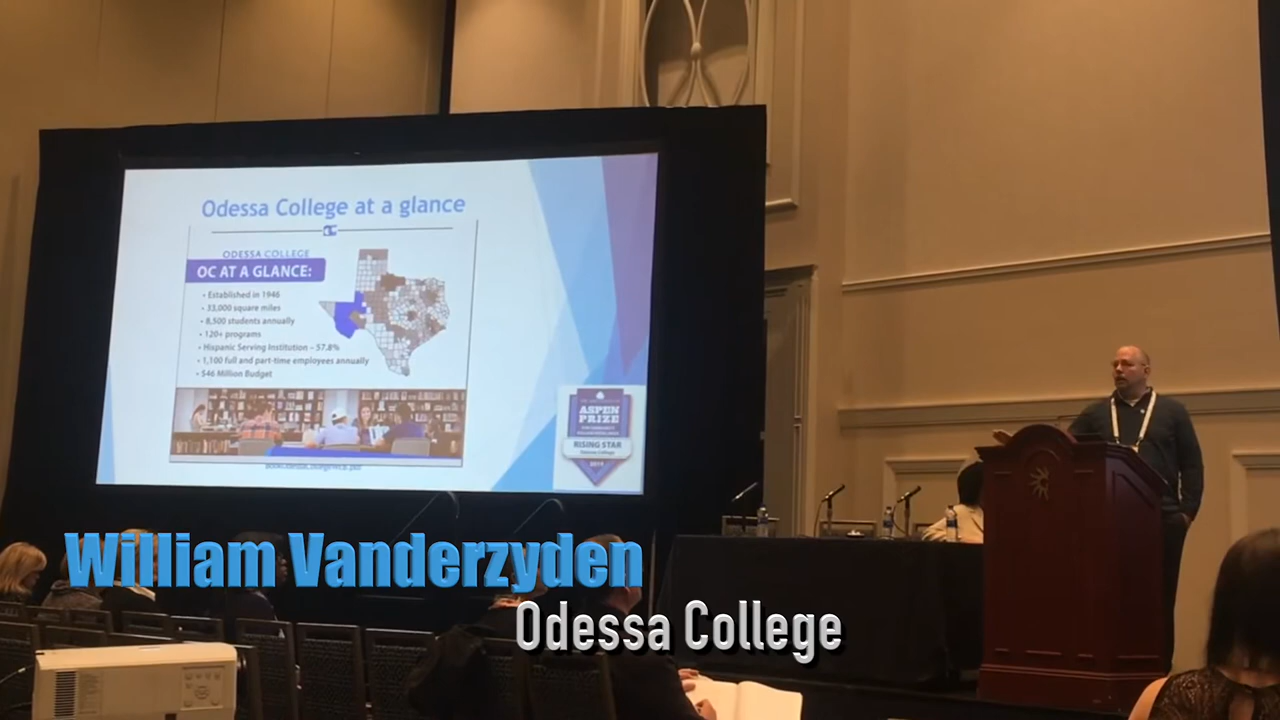 Odessa College at a glance
ODESSA COLLEGE
OC AT A GLANCE:
• Established in 1946
• 33,000 square miles
• 8,500 students annually
• 120+ programs
• Hispanic Serving Institution – 57.8%
• 1,100 full and part-time employees annually
• $46 Million Budget
ASPEN
PRIZE
RISING STAR
Odessa College
William Vanderzyden
Odessa College